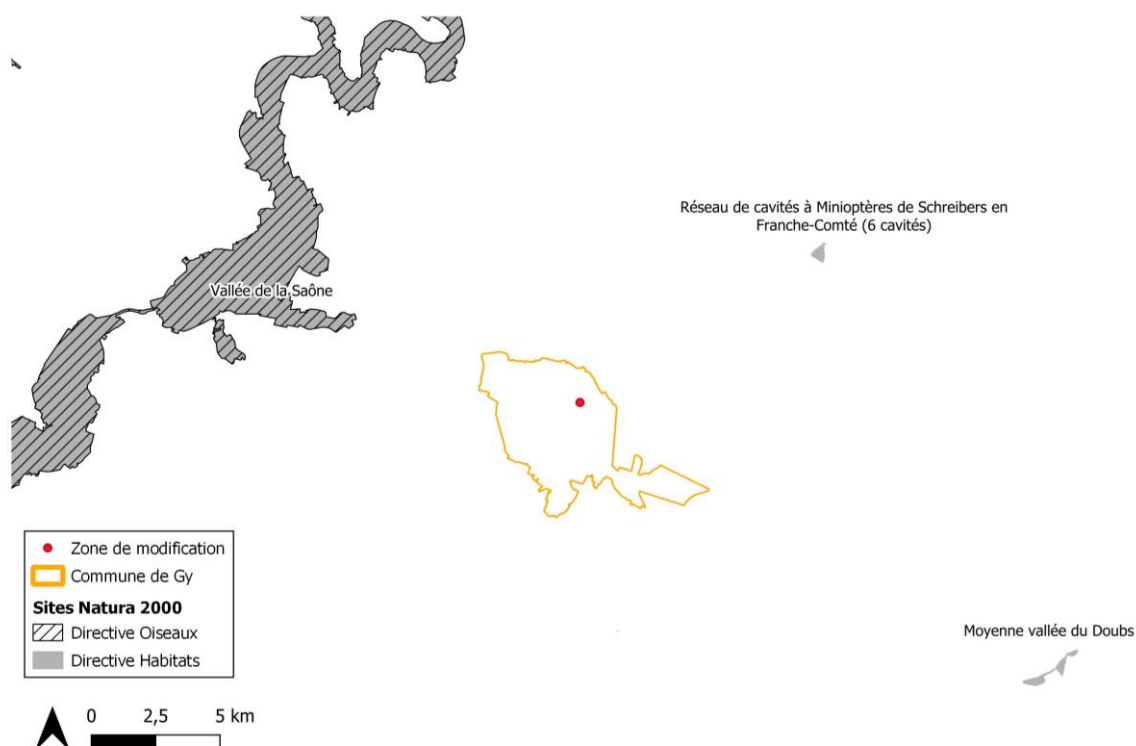 Réseau de cavités à Minioptères de Schreibers en
Franche-Comté (6 cavités)
Vallée de la Saône
Zone de modification
Commune de Gy
Sites Natura 2000
Directive Oiseaux
Directive Habitats
Moyenne vallée du Doubs
0 2,5 5 km